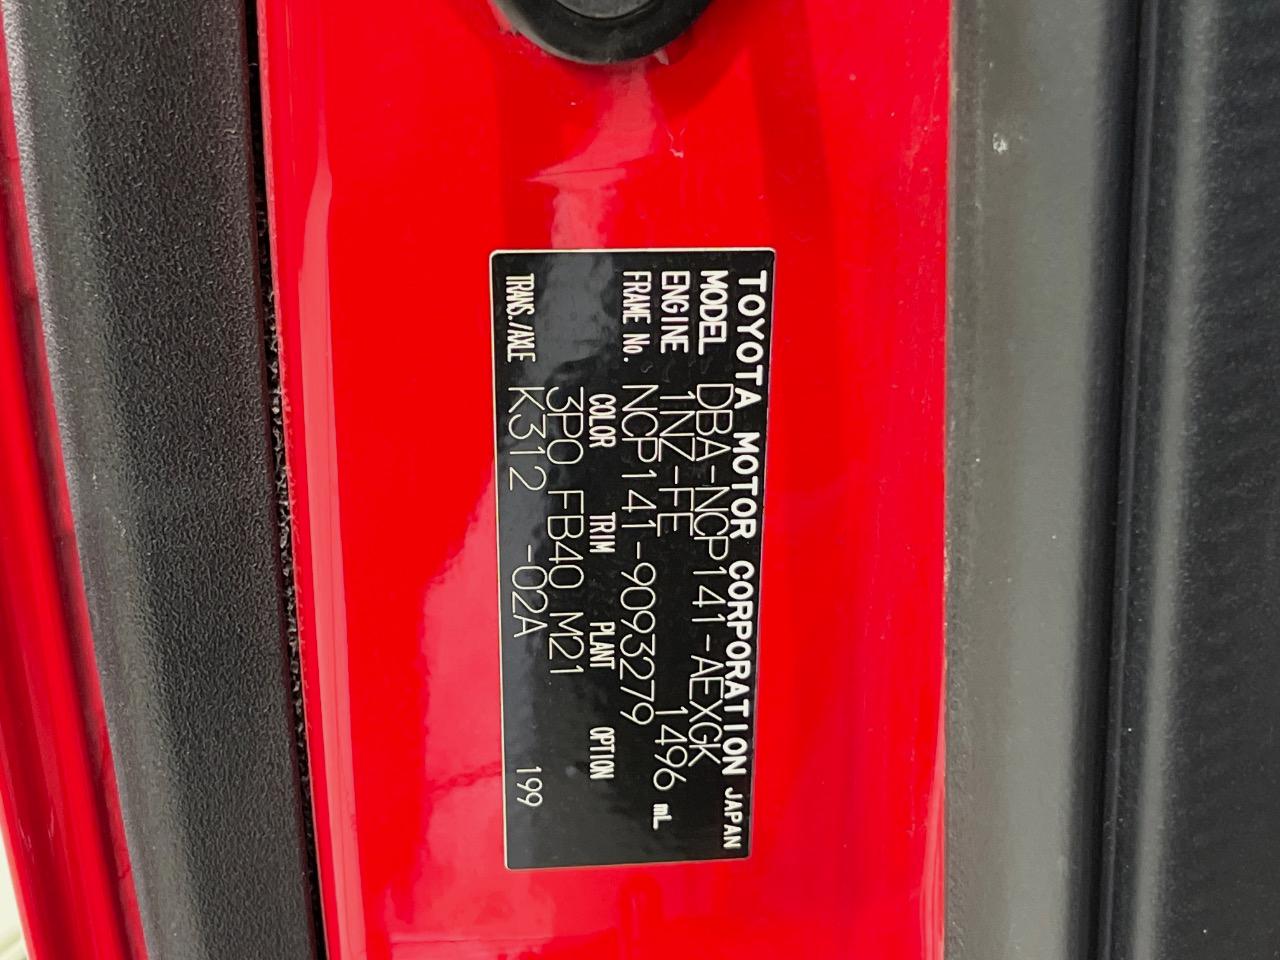 TOYOTA MOTOR CORPORATION JAPAN
MODEL DBA-NCP141-AEXGK
ENGINE 1NZ-FE 1496 mL
FRAME No. NCP141-9093279
COLOR TRIM PLANT OPTION
3P0 FB40 M21
TRANS./AXLE K312 -02A 199